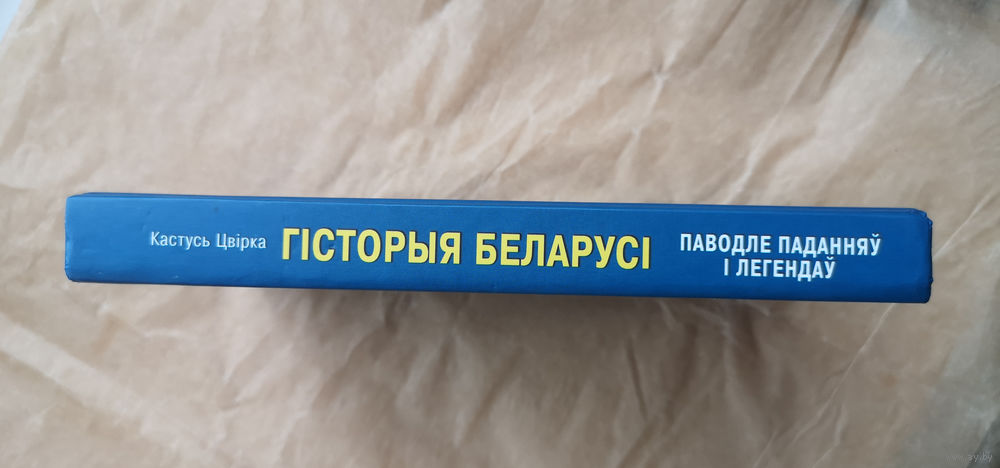 Кастусь Цвірка
ГІСТОРЫЯ БЕЛАРУСІ
ПАВОДЛЕ ПАДАННЯЎ
І ЛЕГЕНДАЎ